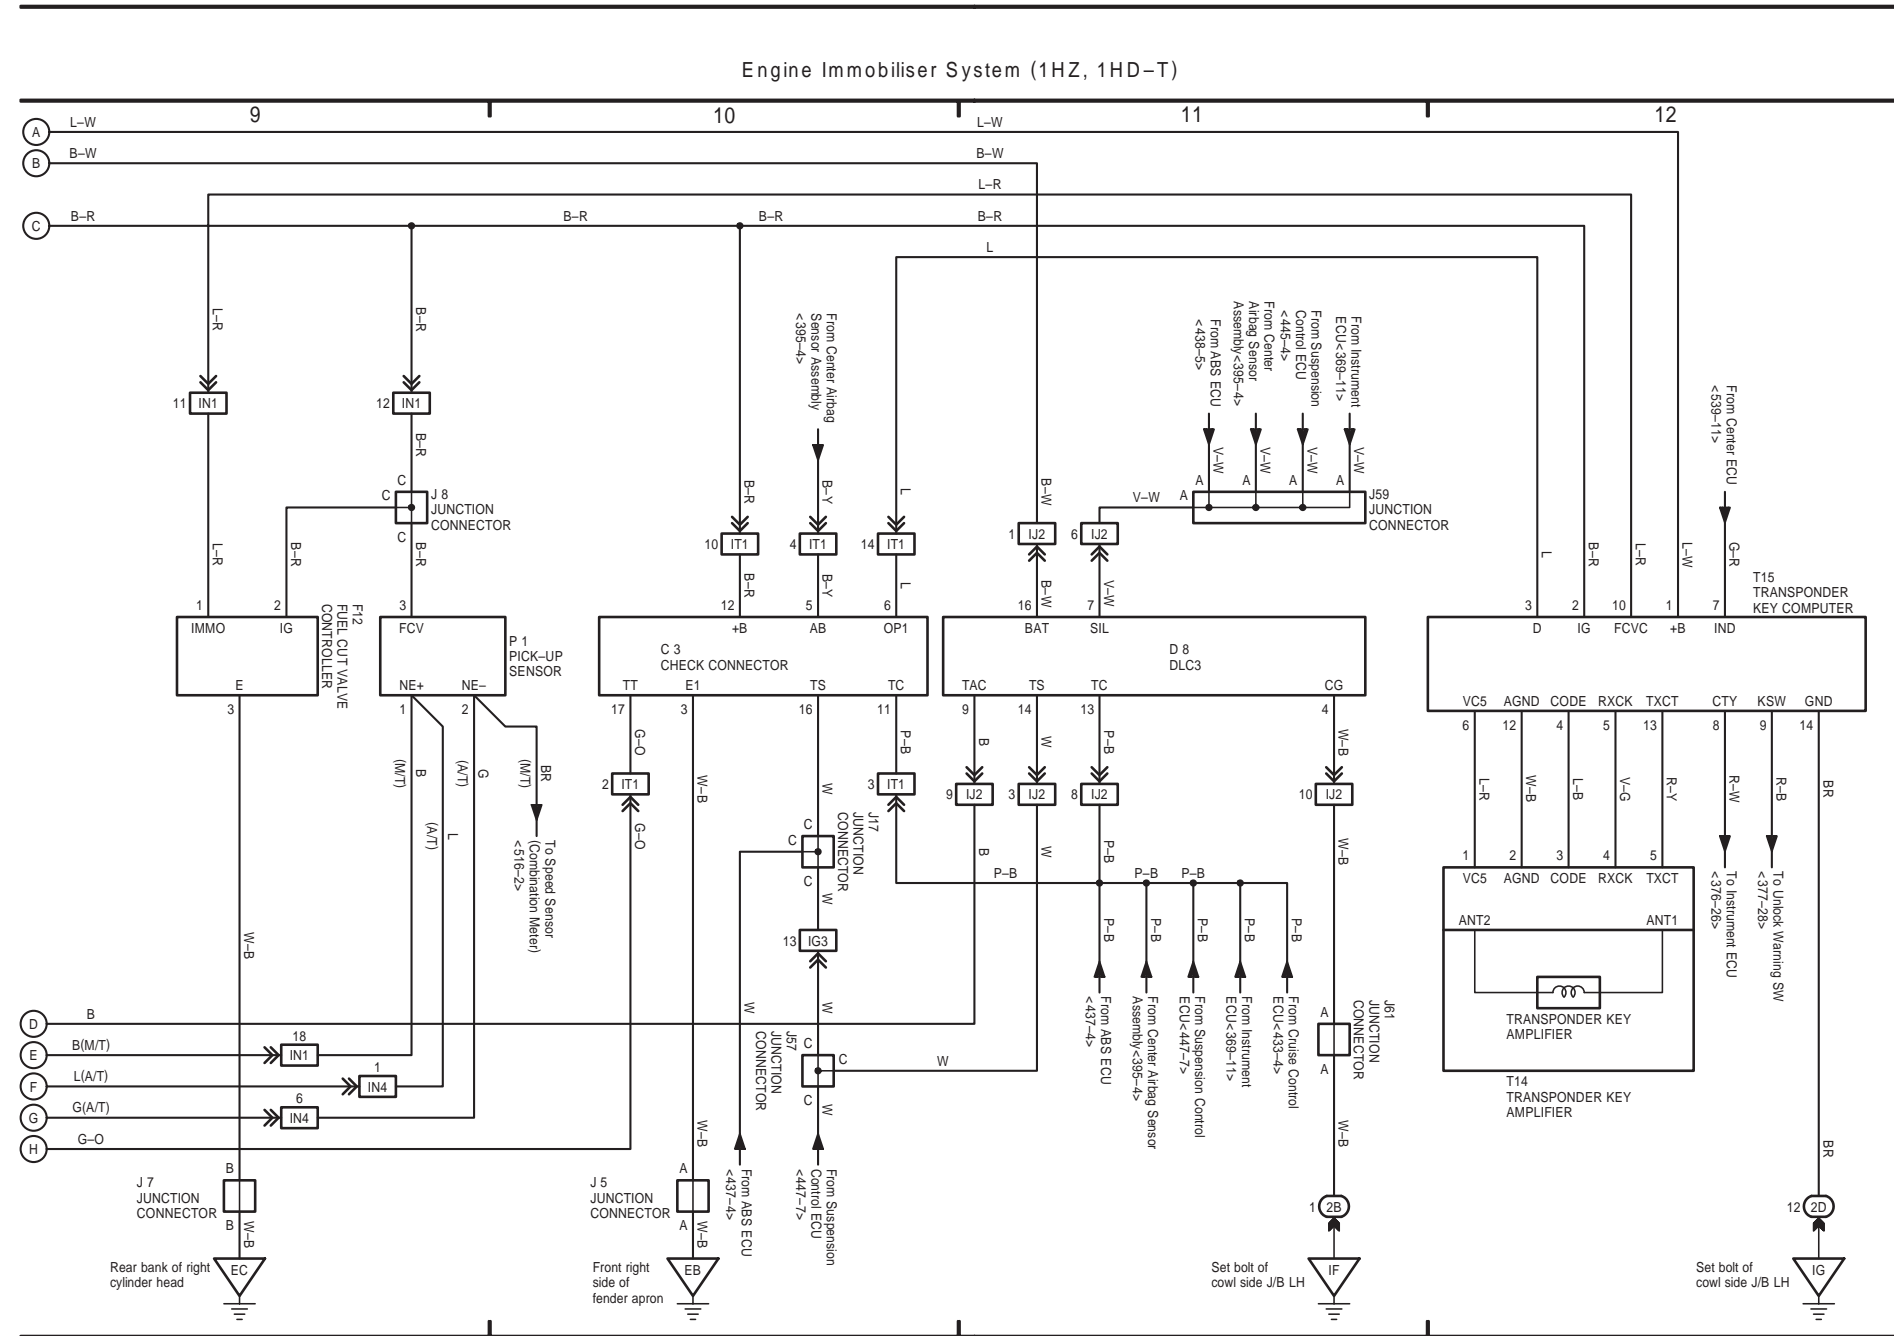 Engine Immobiliser System (1HZ, 1HD–T)
9
10
11
12
A
L–W
L–W
B
B–W
B–W
L–R
C
B–R
B–R
B–R
B–R
L
L–R
B–R
From Center Airbag
Sensor Assembly
<395–4>
From ABS ECU
<438–5>
From Center
Airbag Sensor
Assembly<395–4>
From Suspension
Control ECU
<445–4>
From Instrument
ECU<369–11>
From Center ECU
<539–11>
11
IN1
12
IN1
B–R
V–W
V–W
V–W
V–W
C
C
J 8
JUNCTION
CONNECTOR
C
A
A
A
A
V–W
A
J59
JUNCTION
CONNECTOR
B–R
B–Y
L
B–W
10
IT1
4
IT1
14
IT1
1
IJ2
6
IJ2
L–R
B–R
B–R
B–R
B–Y
L
B–W
V–W
L
B–R
L–R
L–W
G–R
T15
TRANSPONDER
KEY COMPUTER
1
2
3
12
5
6
16
7
3
2
10
1
7
IMMO
IG
F12
FUEL CUT VALVE
CONTROLLER
FCV
P 1
PICK–UP
SENSOR
+B
AB
OP1
C 3
CHECK CONNECTOR
BAT
SIL
D 8
DLC3
D
IG
FCVC
+B
IND
E
NE+
NE–
TT
E1
TS
TC
TAC
TS
TC
CG
VC5
AGND
CODE
RXCK
TXCT
CTY
KSW
GND
3
1
2
17
3
16
11
9
14
13
4
6
12
4
5
13
8
9
14
B
(M/T)
G
(A/T)
BR
(M/T)
L
(A/T)
G–O
W–B
W
P–B
B
W
P–B
W–B
L–R
W–B
L–B
V–G
R–Y
R–W
R–B
BR
2
IT1
3
IT1
9
IJ2
3
IJ2
8
IJ2
10
IJ2
G–O
To Speed Sensor
(Combination Meter)
<516–2>
C
C
J17
JUNCTION
CONNECTOR
C
B
W
P–B
W–B
P–B
P–B
P–B
1
2
3
4
5
VC5
AGND
CODE
RXCK
TXCT
ANT2
ANT1
To Instrument ECU
<376–26>
To Unlock Warning SW
<377–28>
W–B
W
13
IG3
P–B
P–B
P–B
P–B
P–B
W
W
From ABS ECU
<437–4>
From Center Airbag Sensor
Assembly<395–4>
From Suspension Control
ECU<447–7>
From Instrument
ECU<369–11>
From Cruise Control
ECU<433–4>
A
J61
JUNCTION
CONNECTOR
A
TRANSPONDER KEY
AMPLIFIER
T14
TRANSPONDER KEY
AMPLIFIER
D
B
E
B(M/T)
18
IN1
F
L(A/T)
1
IN4
G
G(A/T)
6
IN4
H
G–O
J57
JUNCTION
CONNECTOR
C
C
W
C
W
W–B
W–B
BR
B
J 7
JUNCTION
CONNECTOR
B
W–B
A
J 5
JUNCTION
CONNECTOR
A
W–B
From ABS ECU
<437–4>
From Suspension
Control ECU
<447–7>
1
2B
12
2D
Rear bank of right
cylinder head
EC
Front right
side of
fender apron
EB
Set bolt of
cowl side J/B LH
IF
Set bolt of
cowl side J/B LH
IG